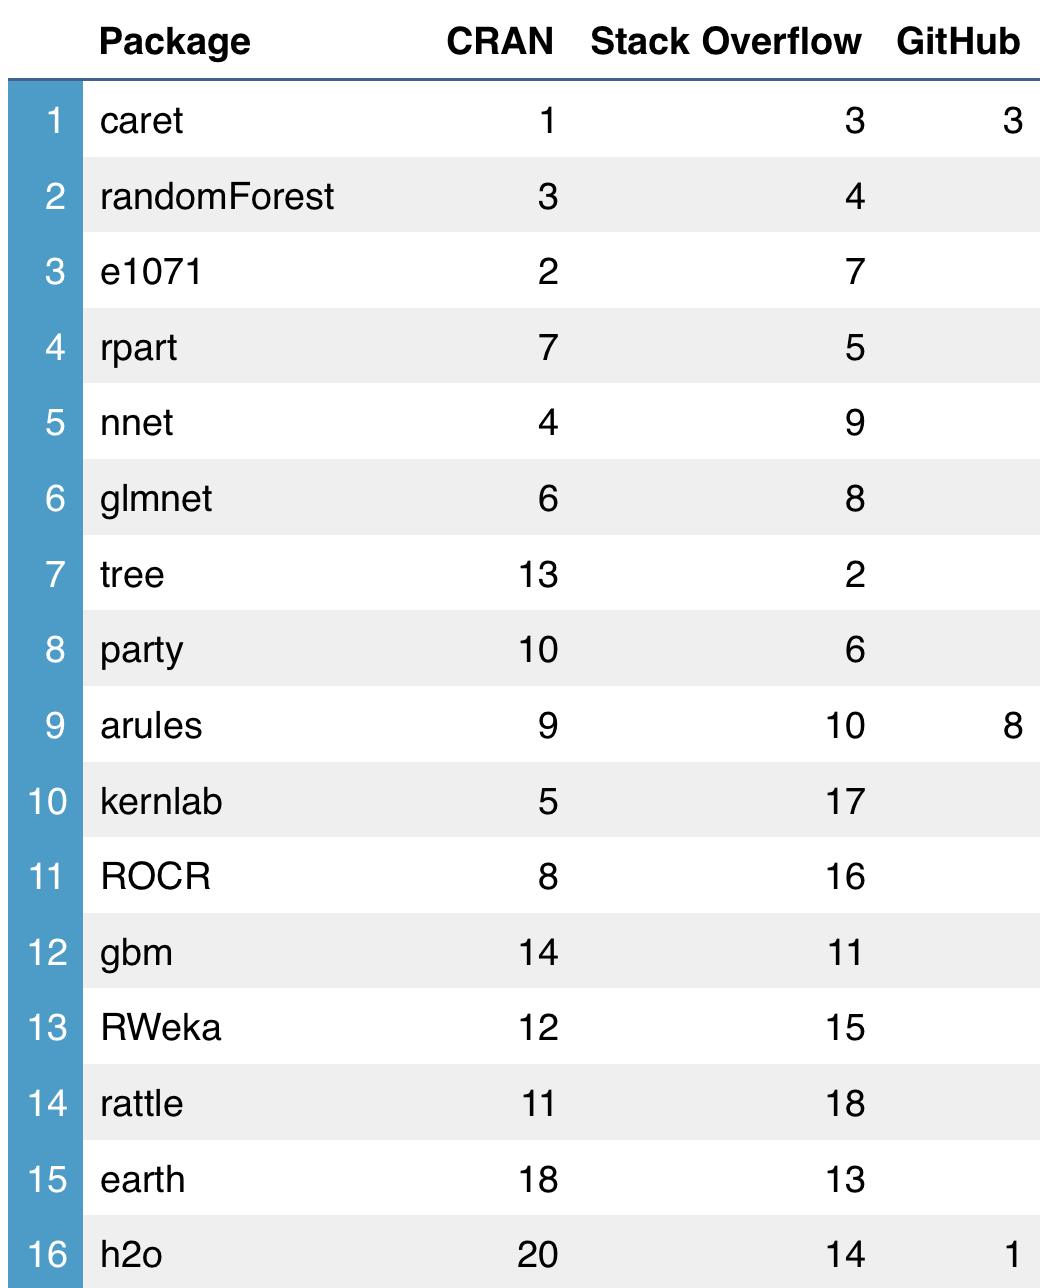 Package CRAN Stack Overflow GitHub
1 caret 1 3 3
2 randomForest 3 4
3 e1071 2 7
4 rpart 7 5
5 nnet 4 9
6 glmnet 6 8
7 tree 13 2
8 party 10 6
9 arules 9 10 8
10 kernlab 5 17
11 ROCR 8 16
12 gbm 14 11
13 RWeka 12 15
14 rattle 11 18
15 earth 18 13
16 h2o 20 14 1